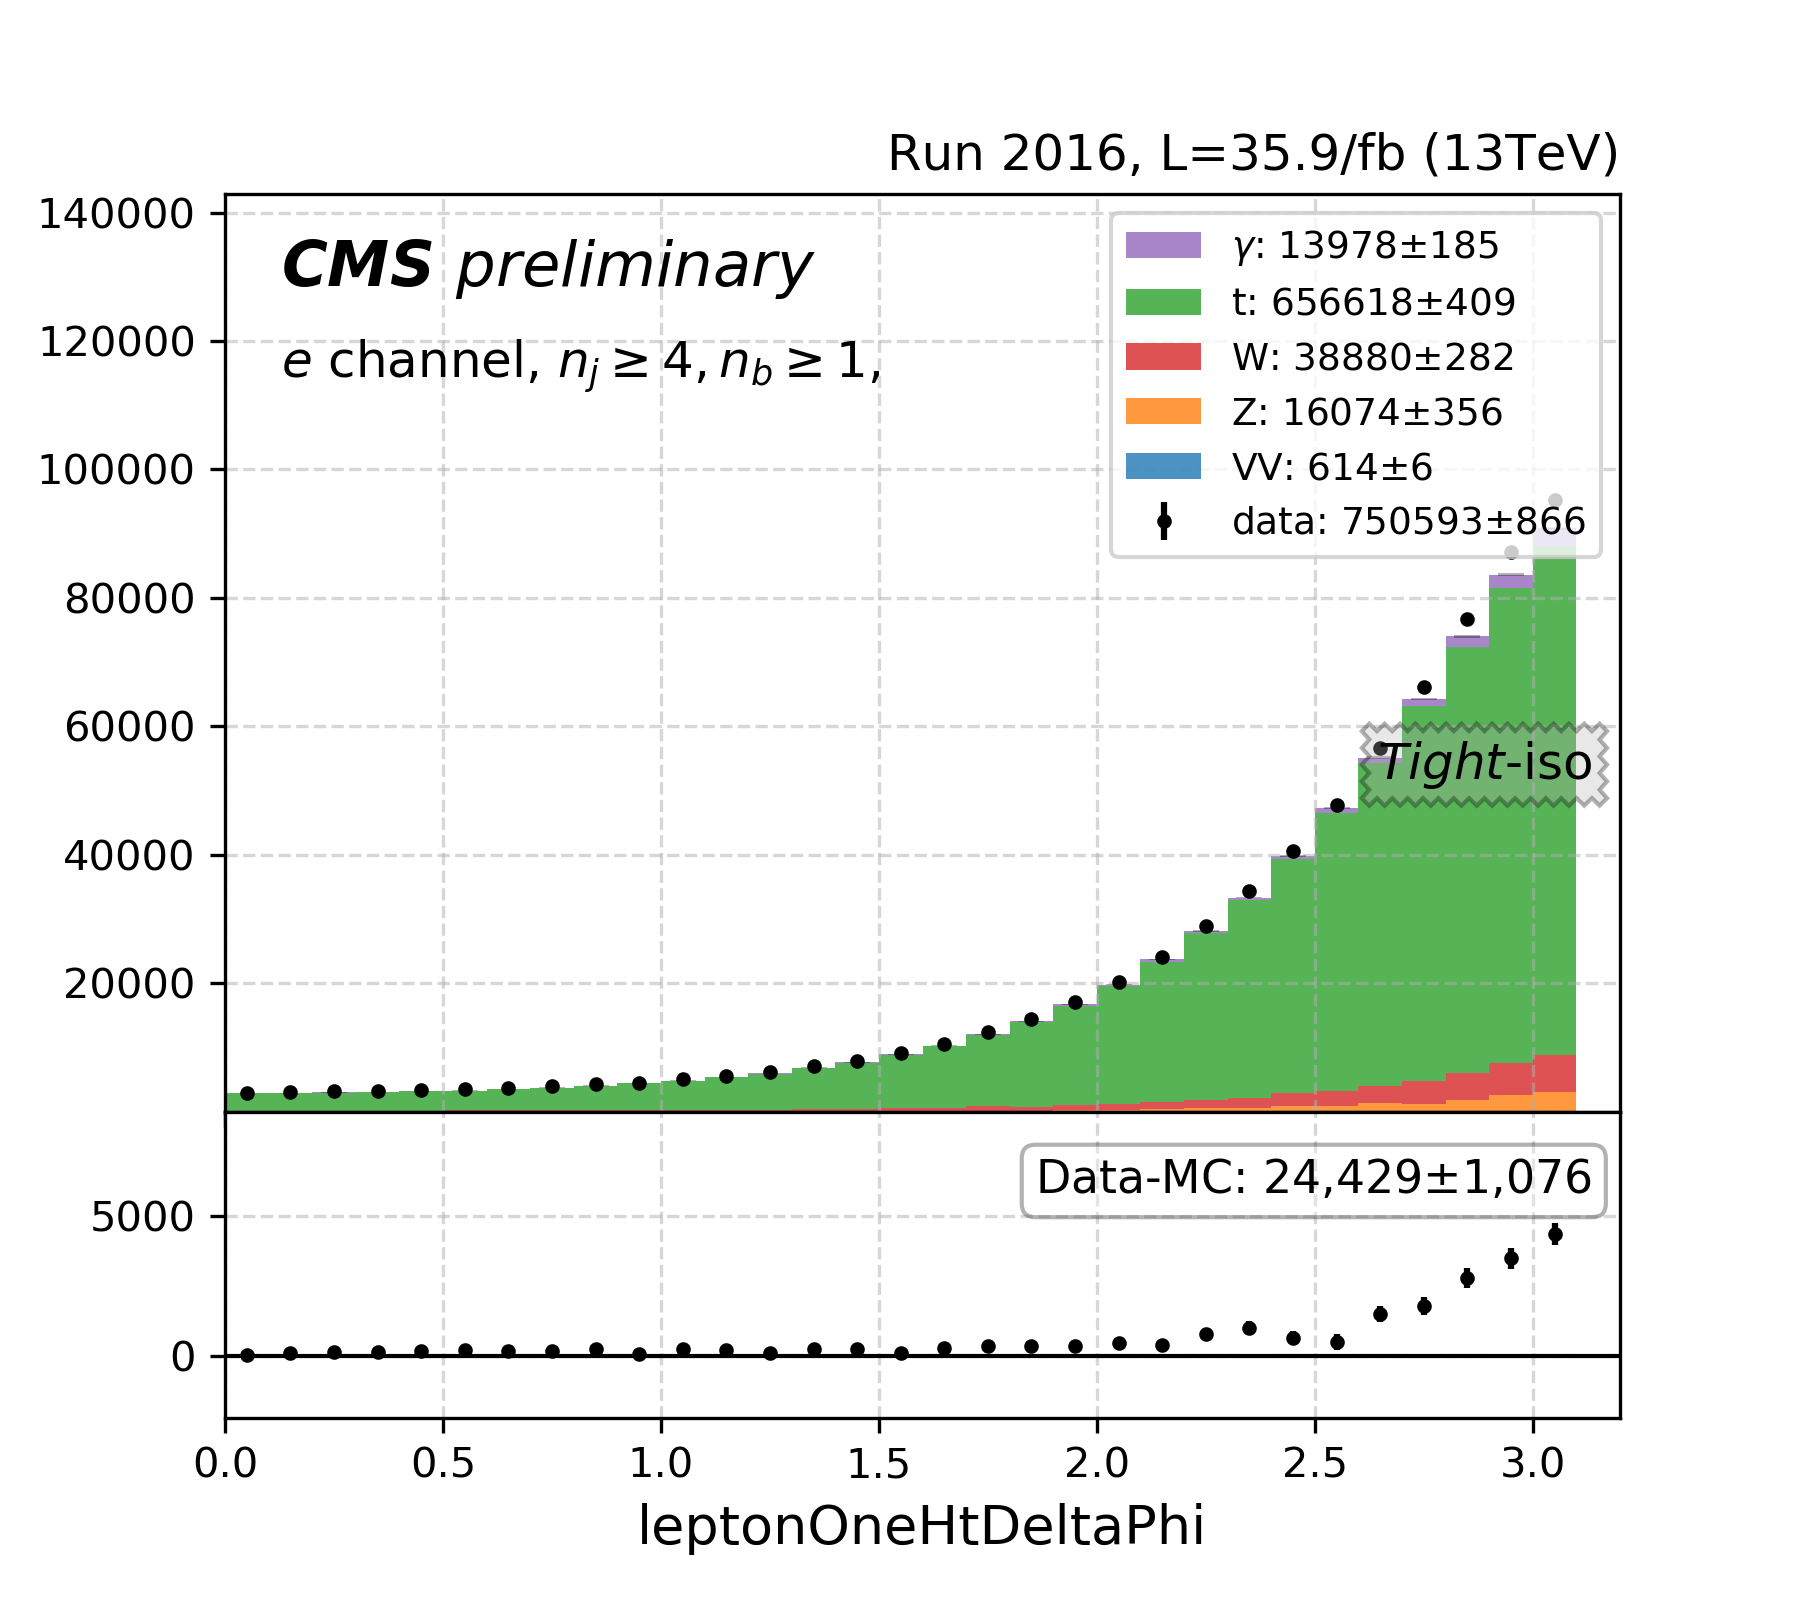 Run 2016, L=35.9/fb (13TeV)
140000
120000
100000
80000
60000
40000
20000
CMS preliminary
e channel, n_j ≥ 4, n_b ≥ 1,
γ: 13978±185
t: 656618±409
W: 38880±282
Z: 16074±356
VV: 614±6
data: 750593±866
Tight-iso
Data-MC: 24,429±1,076
5000
0
0.0 0.5 1.0 1.5 2.0 2.5 3.0
leptonOneHtDeltaPhi